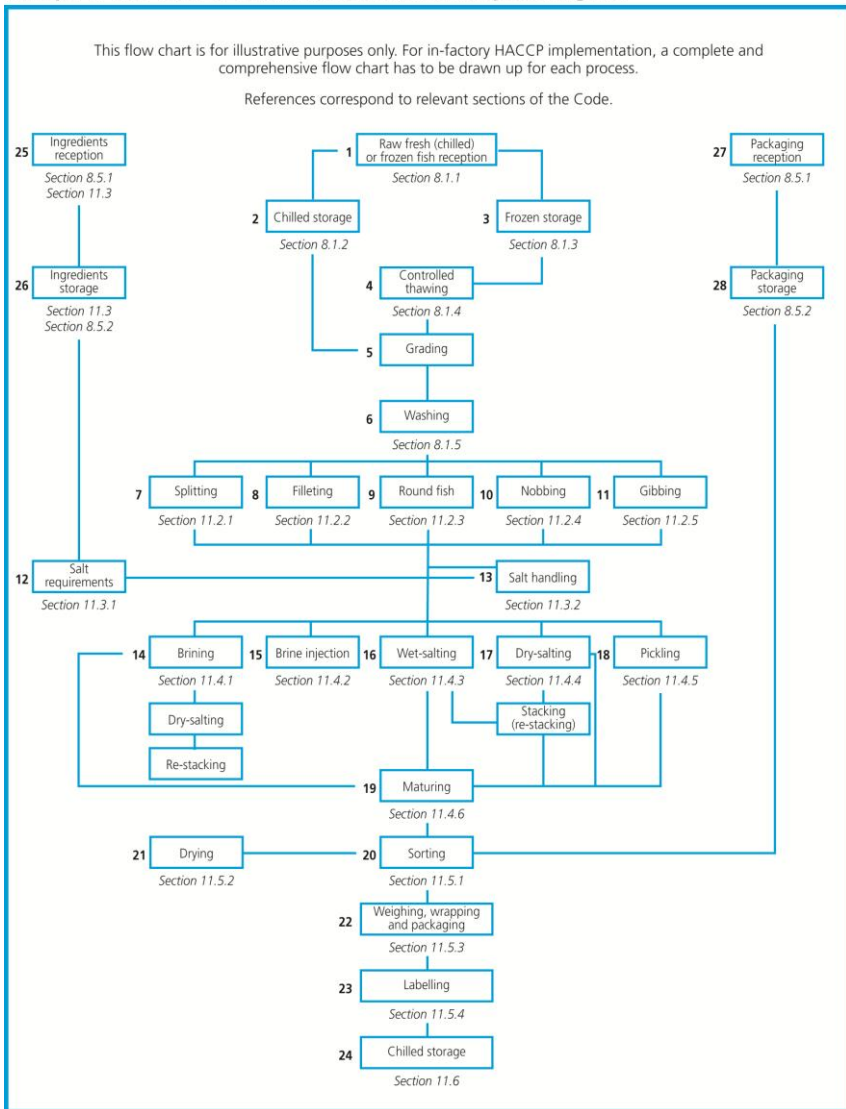 This flow chart is for illustrative purposes only. For in-factory HACCP implementation, a complete and
comprehensive flow chart has to be drawn up for each process.
References correspond to relevant sections of the Code.
25
Ingredients
reception
Section 8.5.1
Section 11.3
1
Raw fresh (chilled)
or frozen fish reception
Section 8.1.1
27
Packaging
reception
Section 8.5.1
2
Chilled storage
Section 8.1.2
3
Frozen storage
Section 8.1.3
26
Ingredients
storage
Section 11.3
Section 8.5.2
4
Controlled
thawing
Section 8.1.4
28
Packaging
storage
Section 8.5.2
5
Grading
6
Washing
Section 8.1.5
7
Splitting
Section 11.2.1
8
Filleting
Section 11.2.2
9
Round fish
Section 11.2.3
10
Nobbing
Section 11.2.4
11
Gibbing
Section 11.2.5
12
Salt
requirements
Section 11.3.1
13
Salt handling
Section 11.3.2
14
Brining
Section 11.4.1
15
Brine injection
Section 11.4.2
16
Wet-salting
Section 11.4.3
17
Dry-salting
Section 11.4.4
18
Pickling
Section 11.4.5
Dry-salting
Stacking
(re-stacking)
Re-stacking
19
Maturing
Section 11.4.6
21
Drying
Section 11.5.2
20
Sorting
Section 11.5.1
22
Weighing, wrapping
and packaging
Section 11.5.3
23
Labelling
Section 11.5.4
24
Chilled storage
Section 11.6